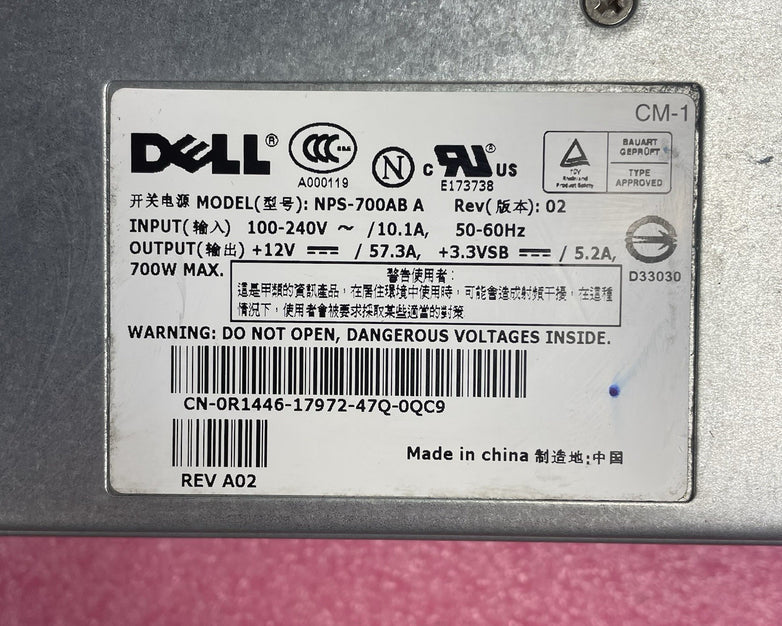 CM-1
DELL®
A000119
N
c RU® US
E173738
TÜV
Rheinland
Product Safety
BAUART
GEPRÜFT
TYPE
APPROVED
开关电源 MODEL(型号): NPS-700AB A Rev(版本): 02
INPUT(输入) 100-240V ～ /10.1A, 50-60Hz
OUTPUT(输出) +12V ⎓ / 57.3A, +3.3VSB ⎓ / 5.2A,
700W MAX.
D33030
警告使用者:
這是甲類的資訊產品，在居住環境中使用時，可能會造成射頻干擾，在這種
情況下，使用者會被要求採取某些適當的對策
WARNING: DO NOT OPEN, DANGEROUS VOLTAGES INSIDE.
CN-0R1446-17972-47Q-0QC9
Made in china 制造地:中国
REV A02